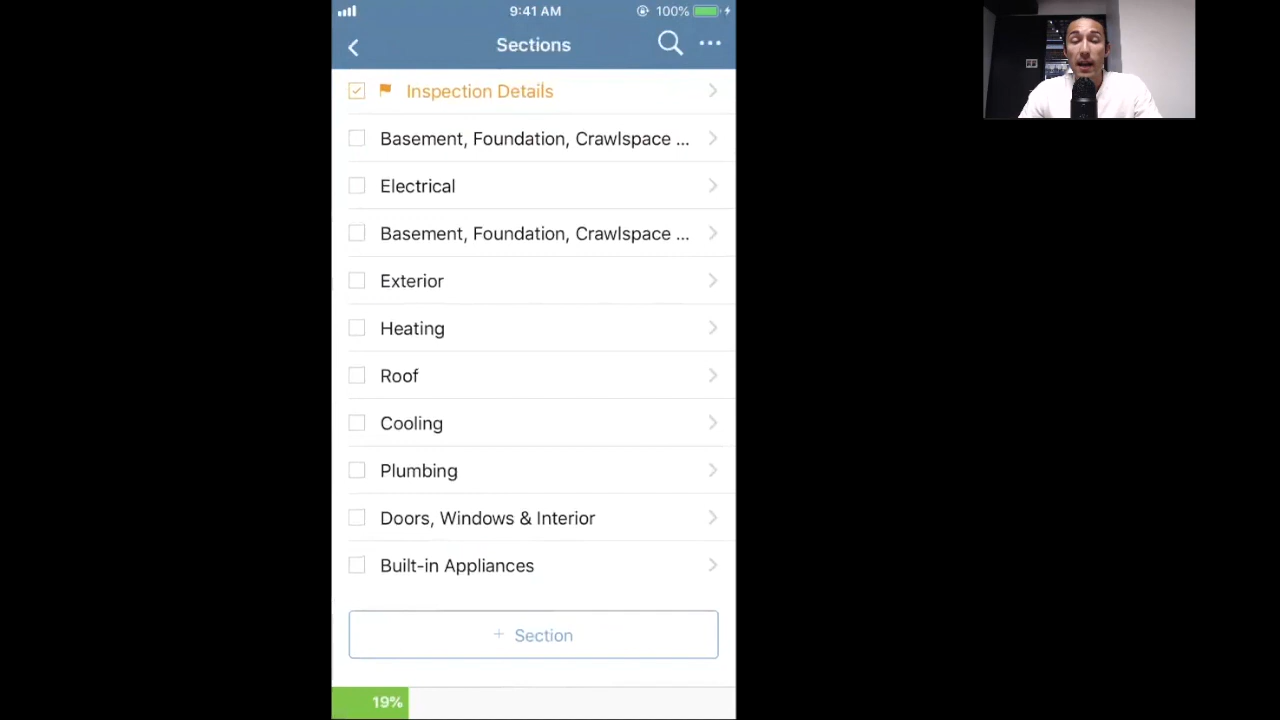 9:41 AM
100%
Sections
Inspection Details
Basement, Foundation, Crawlspace ...
Electrical
Basement, Foundation, Crawlspace ...
Exterior
Heating
Roof
Cooling
Plumbing
Doors, Windows & Interior
Built-in Appliances
+ Section
19%